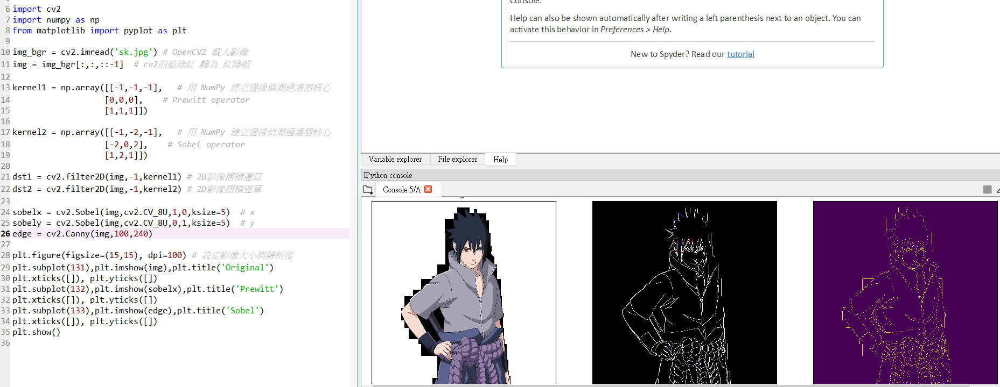 6 import cv2
7 import numpy as np
8 from matplotlib import pyplot as plt
9
10 img_bgr = cv2.imread('sk.jpg') # OpenCV2 載入影像
11 img = img_bgr[:,:,::-1]  # cv2的藍綠紅 轉為 紅綠藍
12
13 kernel1 = np.array([[-1,-1,-1],   # 用 NumPy 建立邊緣偵測過濾器核心
14                    [0,0,0],    # Prewitt operator
15                    [1,1,1]])
16
17 kernel2 = np.array([[-1,-2,-1],   # 用 NumPy 建立邊緣偵測過濾器核心
18                    [-2,0,2],    # Sobel operator
19                    [1,2,1]])
20
21 dst1 = cv2.filter2D(img,-1,kernel1) # 2D影像摺積運算
22 dst2 = cv2.filter2D(img,-1,kernel2) # 2D影像摺積運算
23
24 sobelx = cv2.Sobel(img,cv2.CV_8U,1,0,ksize=5)  # x
25 sobely = cv2.Sobel(img,cv2.CV_8U,0,1,ksize=5)  # y
26 edge = cv2.Canny(img,100,240)
27
28 plt.figure(figsize=(15,15), dpi=100) # 設定影像大小與解析度
29 plt.subplot(131),plt.imshow(img),plt.title('Original')
30 plt.xticks([]), plt.yticks([])
31 plt.subplot(132),plt.imshow(sobelx),plt.title('Prewitt')
32 plt.xticks([]), plt.yticks([])
33 plt.subplot(133),plt.imshow(edge),plt.title('Sobel')
34 plt.xticks([]), plt.yticks([])
35 plt.show()
36
Console.
Help can also be shown automatically after writing a left parenthesis next to an object. You can
activate this behavior in Preferences > Help.
New to Spyder? Read our tutorial
Variable explorer File explorer Help
IPython console
Console 5/A